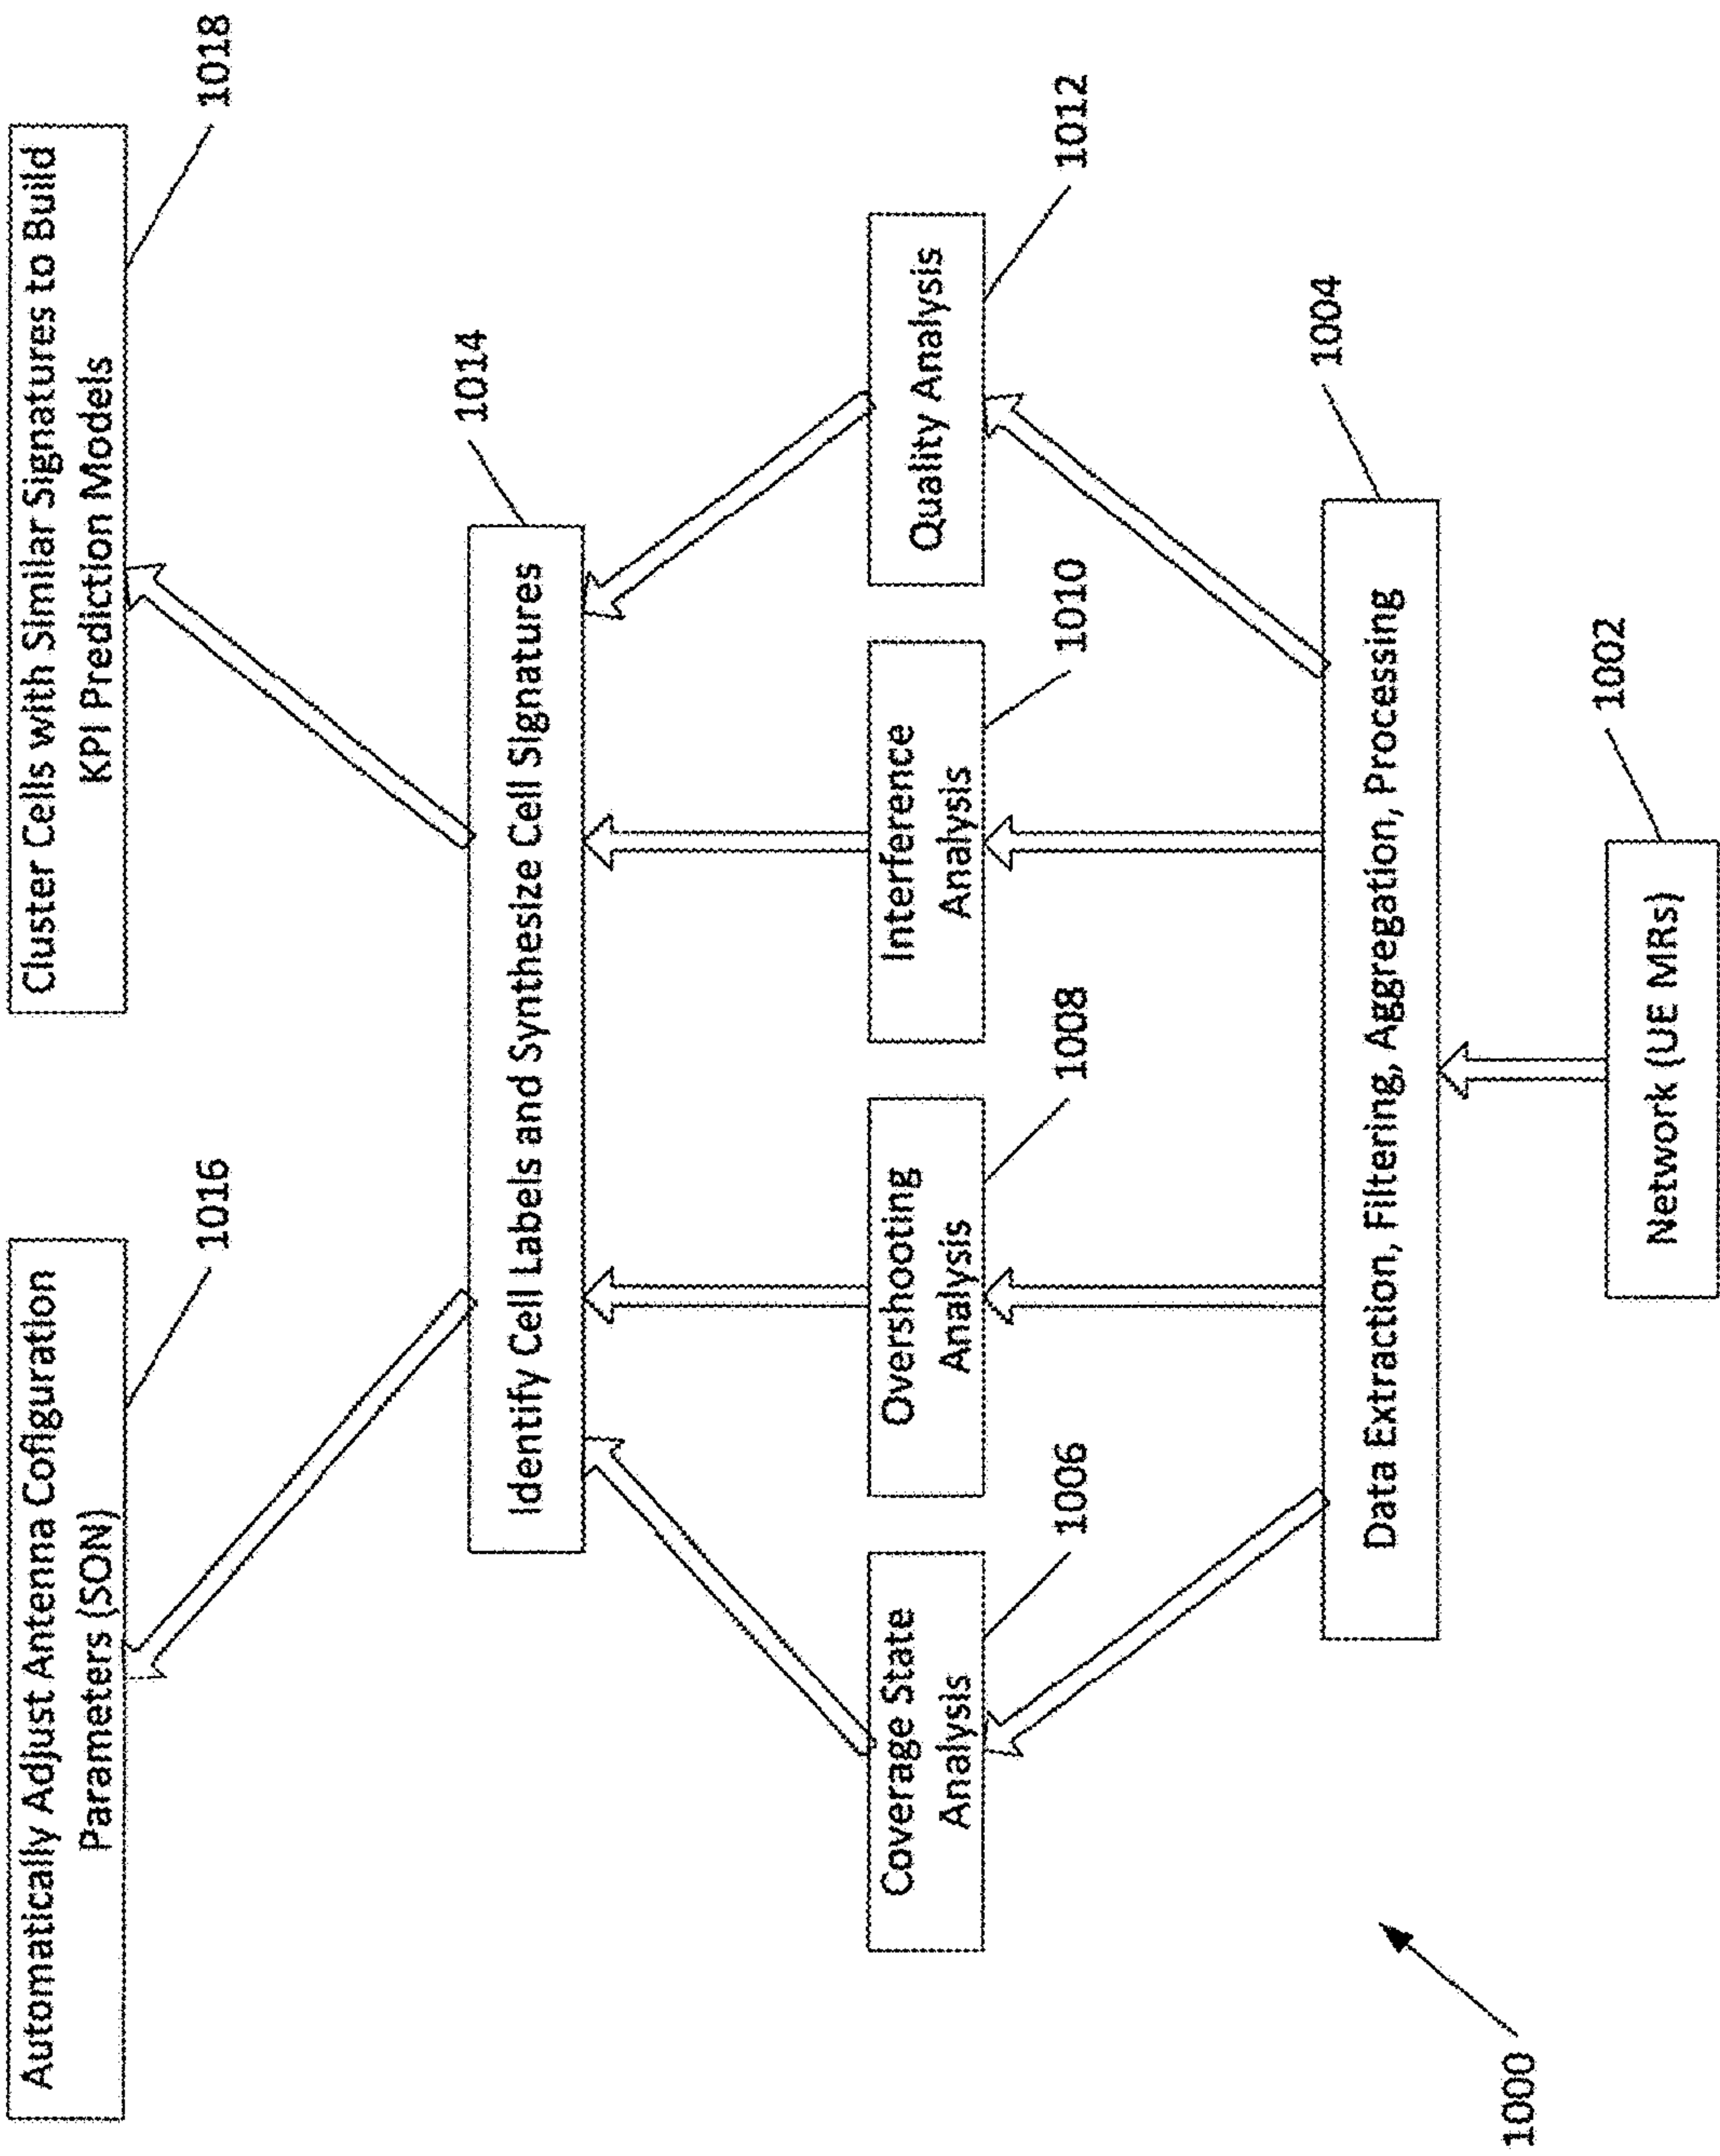 Automatically Adjust Antenna Cofiguration
Parameters (SON)
1016
Cluster Cells with Similar Signatures to Build
KPI Prediction Models
1018
Identify Cell Labels and Synthesize Cell Signatures
1014
Coverage State
Analysis
1006
Overshooting
Analysis
1008
Interference
Analysis
1010
Quality Analysis
1012
Data Extraction, Filtering, Aggregation, Processing
1004
Network (UE MRs)
1002
1000